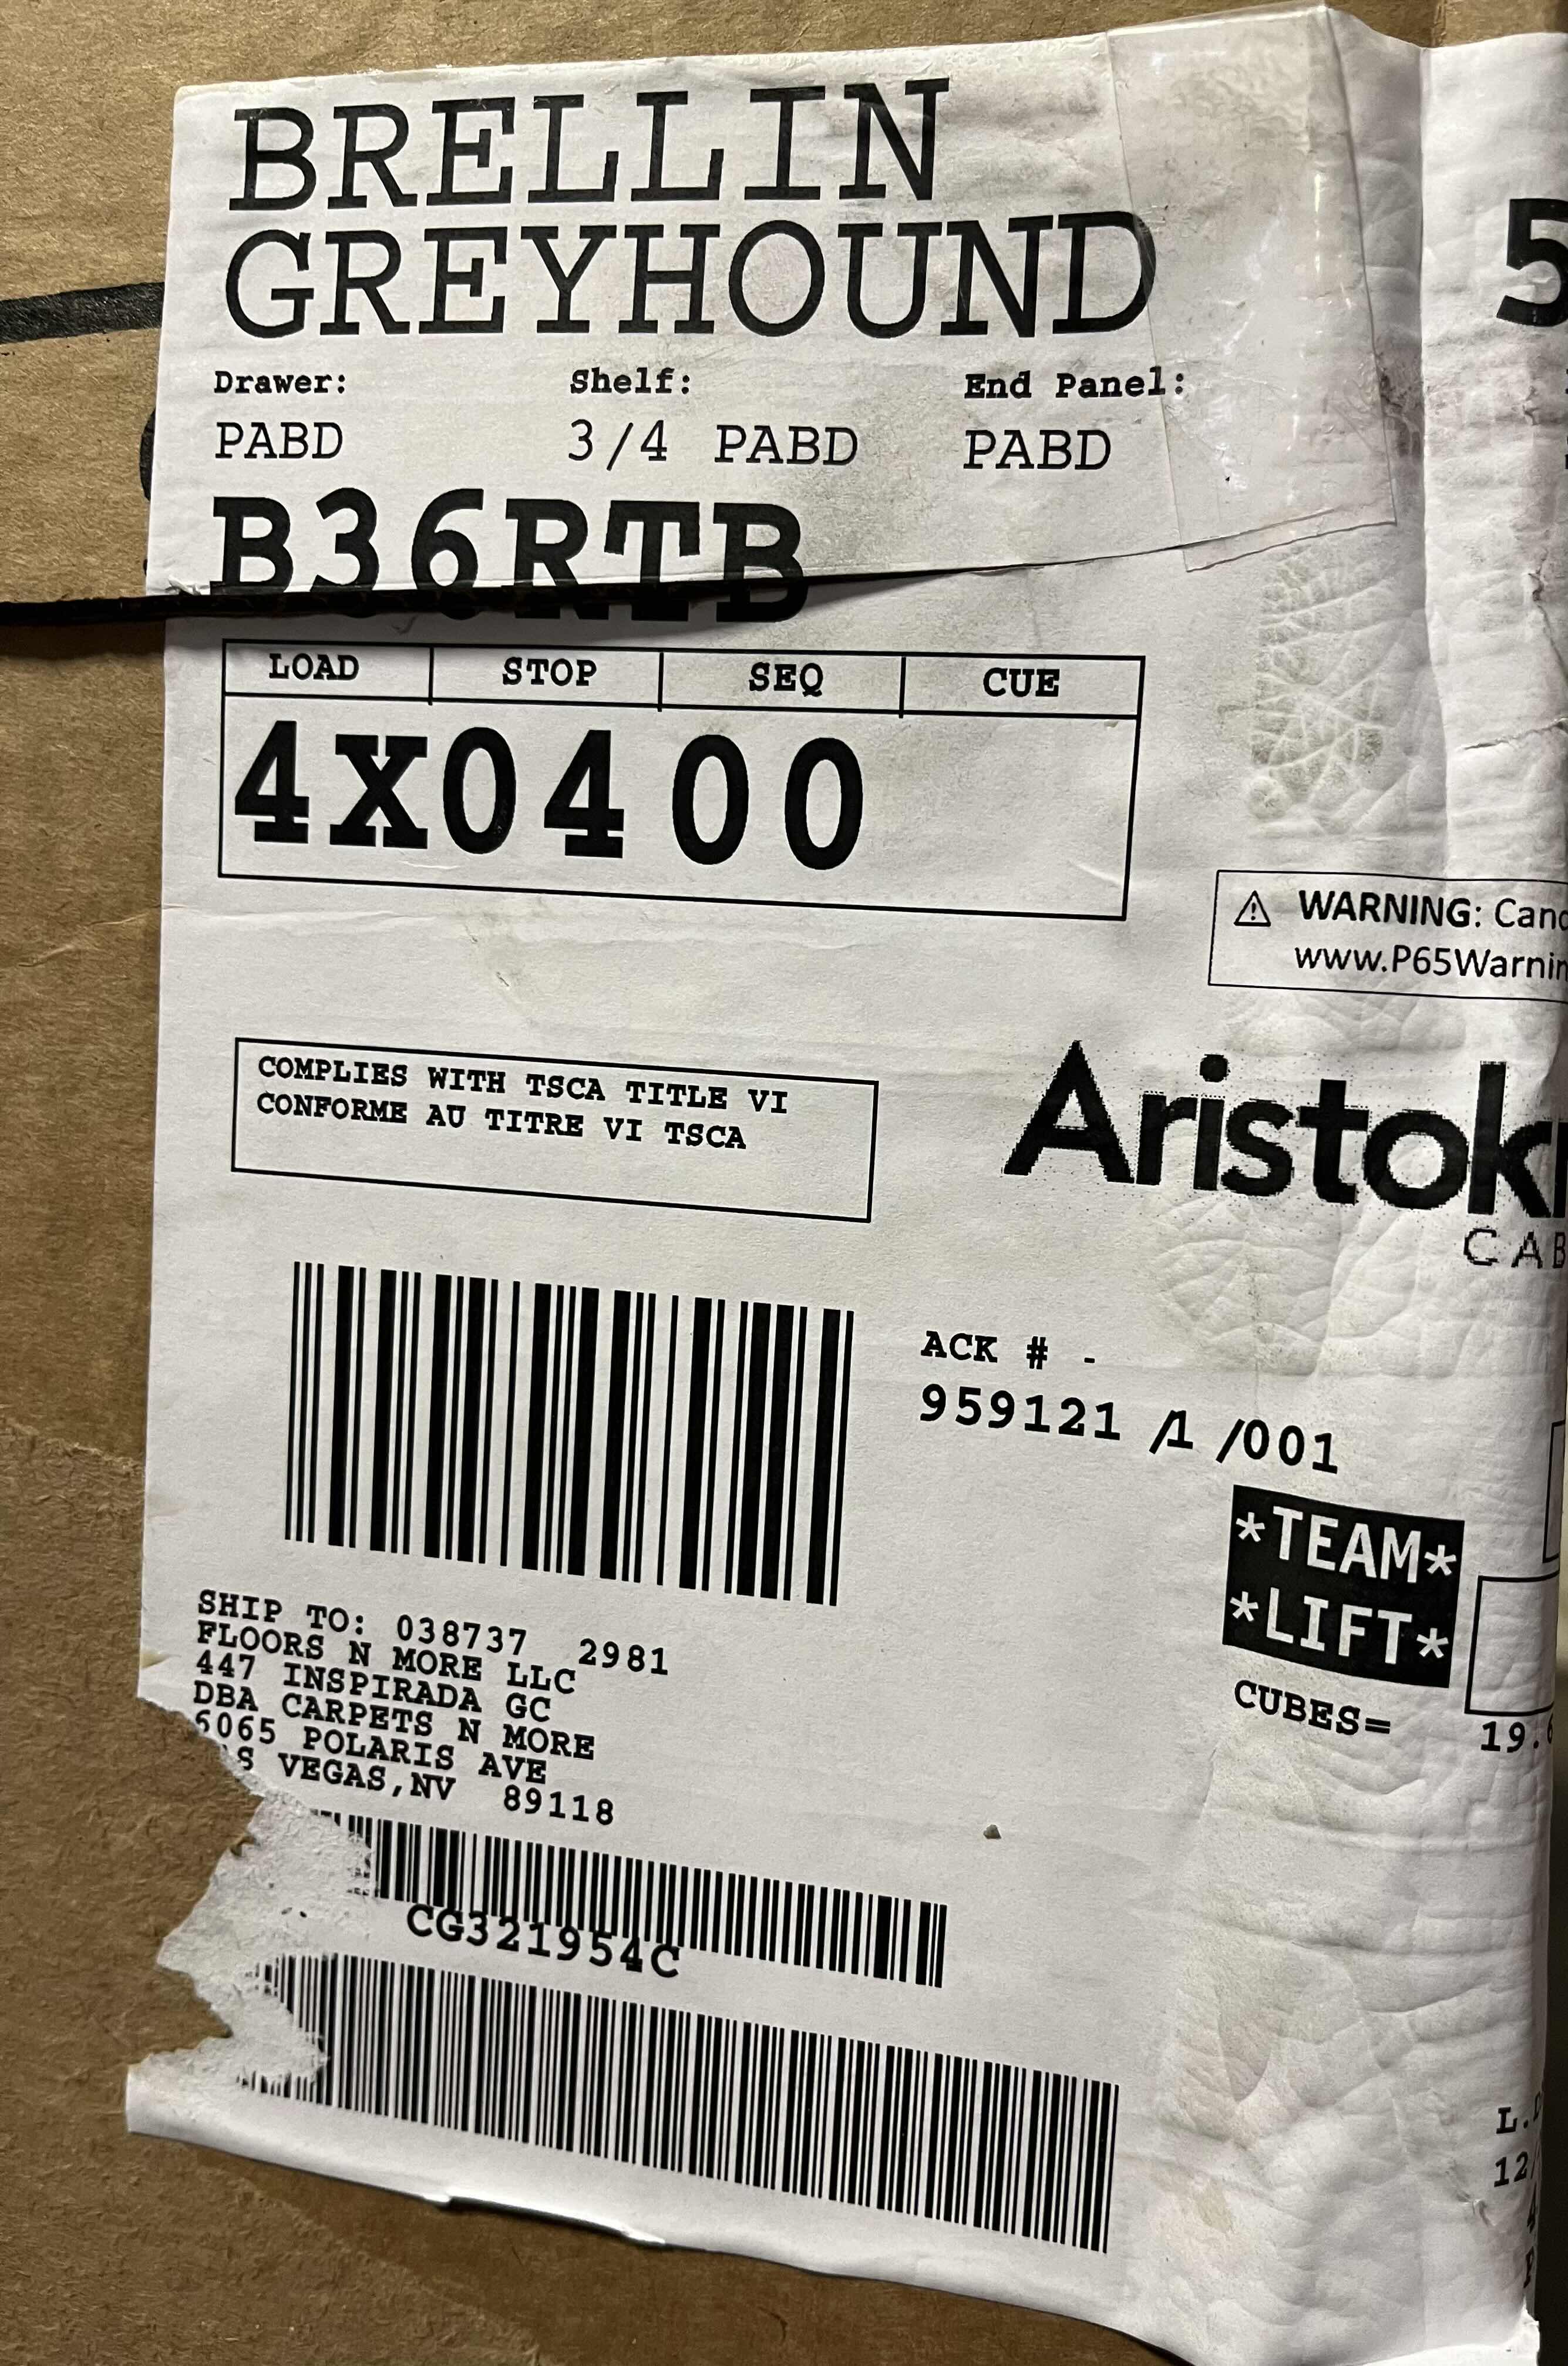 BRELLIN
GREYHOUND
Drawer: Shelf: End Panel:
PABD 3/4 PABD PABD
B36RTB
LOAD STOP SEQ CUE
4X0400
5
WARNING:
COMPLIES WITH TSCA TITLE VI
CONFORME AU TITRE VI TSCA
ACK # -
959121 /1 /001
*TEAM*
*LIFT*
CUBES=
19.
SHIP TO: 038737 2981
FLOORS N MORE LLC
447 INSPIRADA GC
DBA CARPETS N MORE
6065 POLARIS AVE
VEGAS,NV 89118
CG321954C